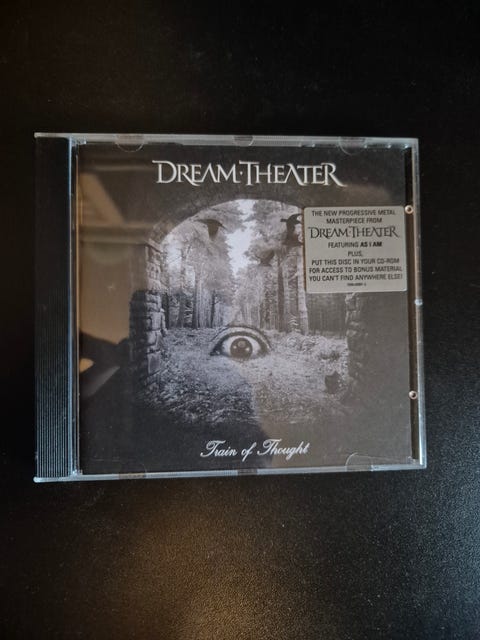 DREAM·THEATER
THE NEW PROGRESSIVE METAL
MASTERPIECE FROM
DREAM·THEATER
FEATURING AS I AM
PLUS,
PUT THIS DISC IN YOUR CD-ROM
FOR ACCESS TO BONUS MATERIAL
YOU CAN'T FIND ANYWHERE ELSE!
Train of Thought